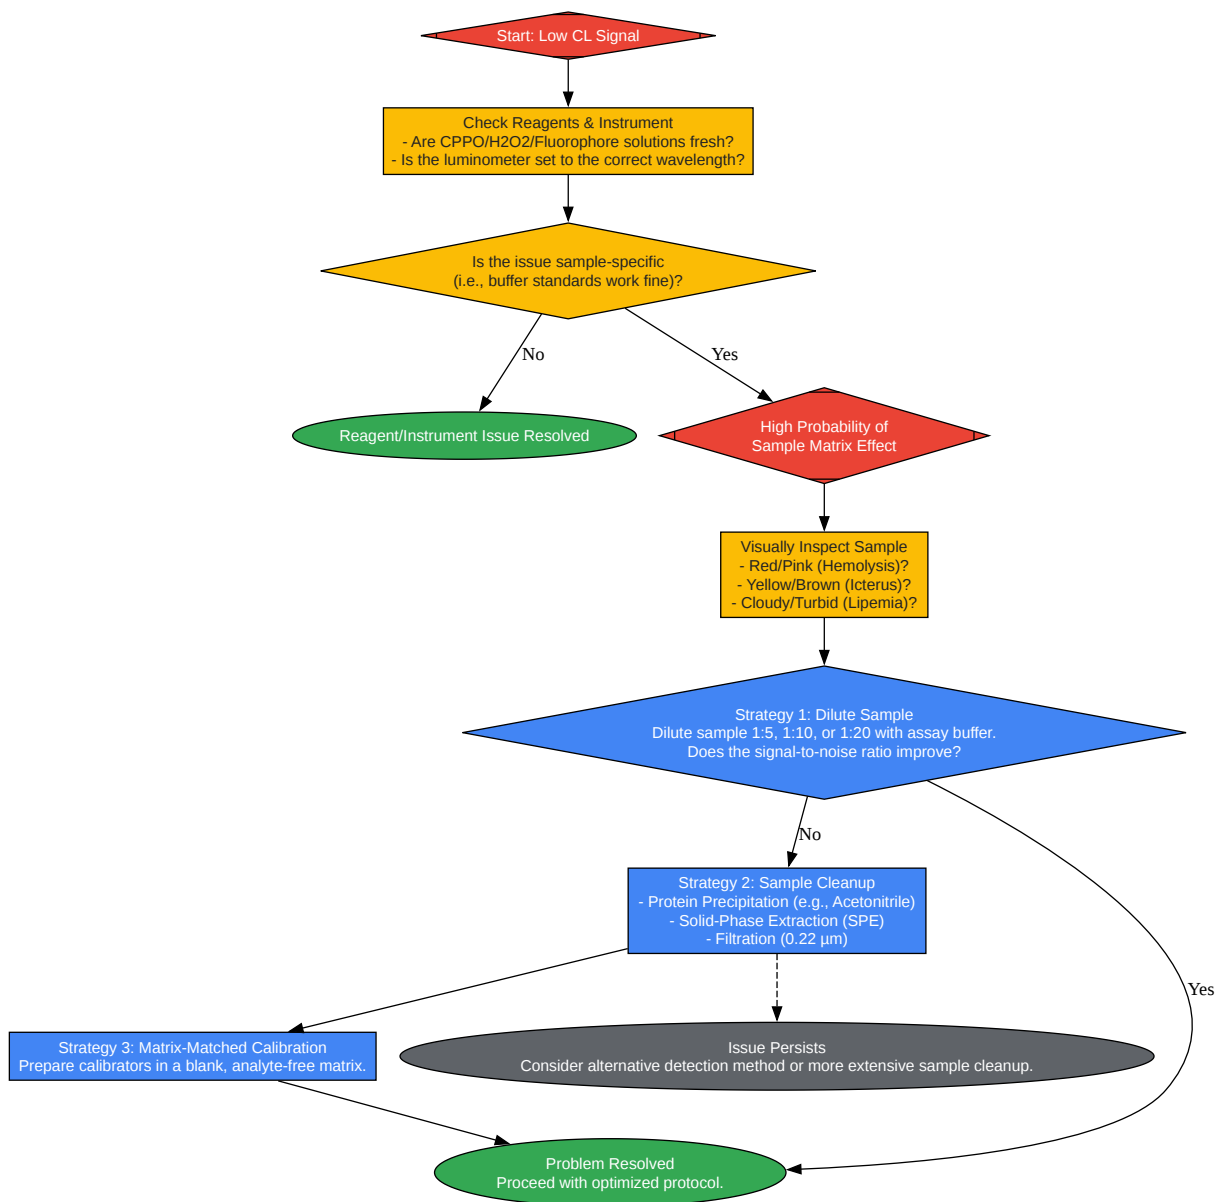 Start: Low CL Signal
Check Reagents & Instrument
- Are CPPO/H2O2/Fluorophore solutions fresh?
- Is the luminometer set to the correct wavelength?
Is the issue sample-specific
(i.e., buffer standards work fine)?
No
Yes
Reagent/Instrument Issue Resolved
High Probability of
Sample Matrix Effect
Visually Inspect Sample
- Red/Pink (Hemolysis)?
- Yellow/Brown (Icterus)?
- Cloudy/Turbid (Lipemia)?
Strategy 1: Dilute Sample
Dilute sample 1:5, 1:10, or 1:20 with assay buffer.
Does the signal-to-noise ratio improve?
No
Strategy 2: Sample Cleanup
- Protein Precipitation (e.g., Acetonitrile)
- Solid-Phase Extraction (SPE)
- Filtration (0.22 µm)
Yes
Strategy 3: Matrix-Matched Calibration
Prepare calibrators in a blank, analyte-free matrix.
Issue Persists
Consider alternative detection method or more extensive sample cleanup.
Problem Resolved
Proceed with optimized protocol.